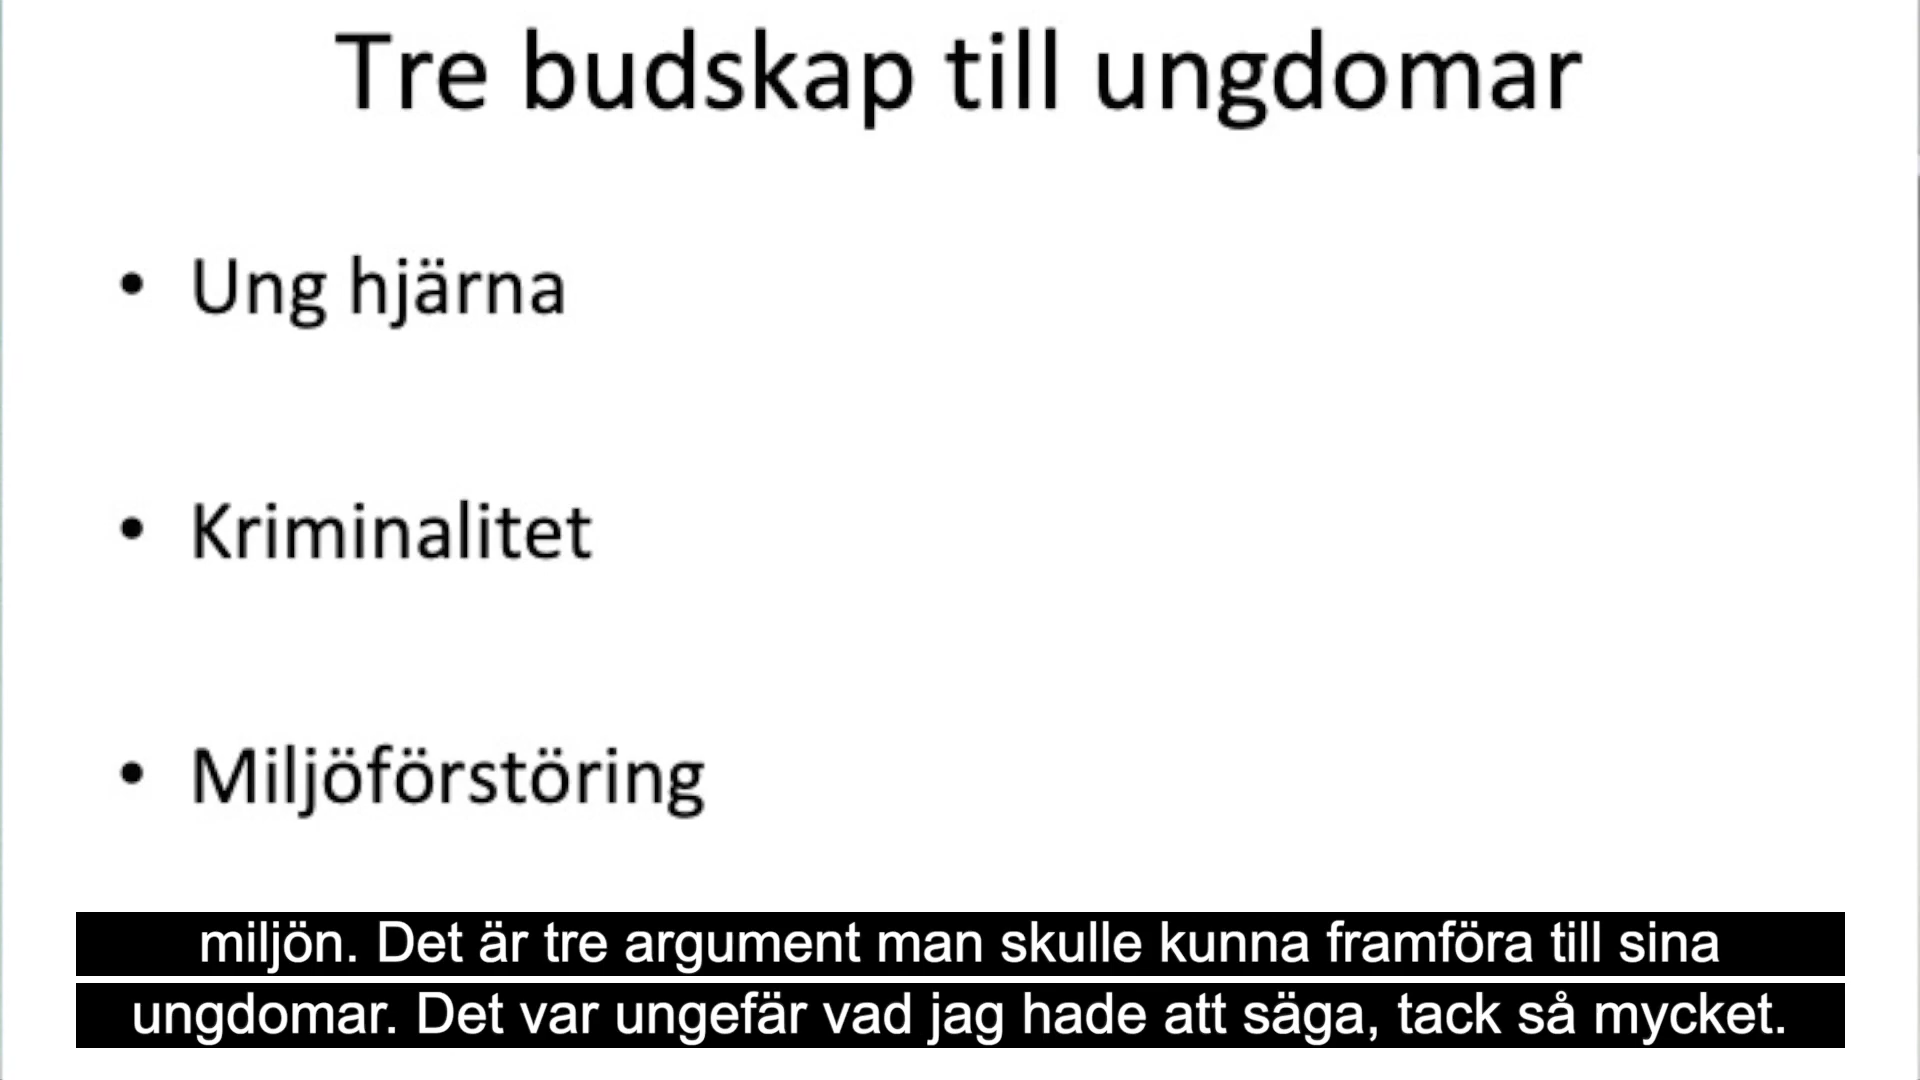 Tre budskap till ungdomar
• Ung hjärna
• Kriminalitet
• Miljöförstöring
miljön. Det är tre argument man skulle kunna framföra till sina
ungdomar. Det var ungefär vad jag hade att säga, tack så mycket.